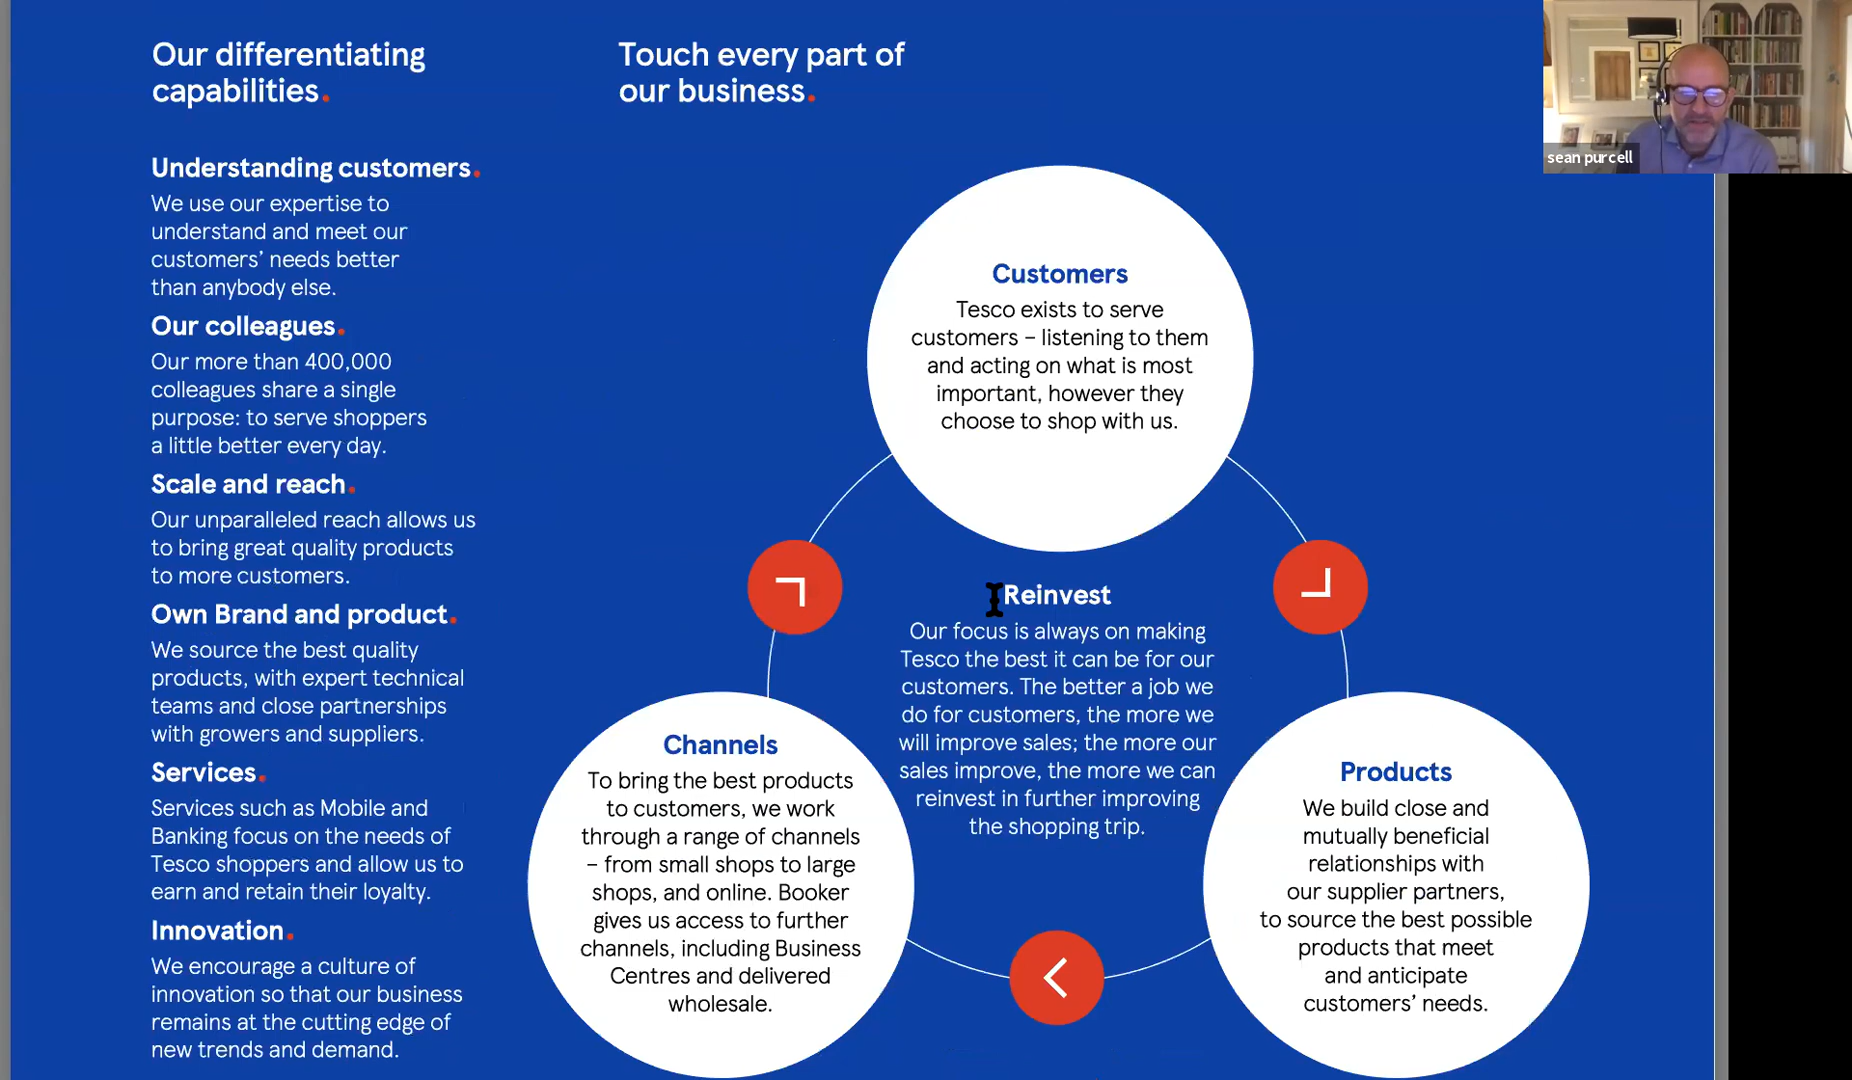 Our differentiating
capabilities.
Understanding customers.
We use our expertise to
understand and meet our
customers’ needs better
than anybody else.
Our colleagues.
Our more than 400,000
colleagues share a single
purpose: to serve shoppers
a little better every day.
Scale and reach.
Our unparalleled reach allows us
to bring great quality products
to more customers.
Own Brand and product.
We source the best quality
products, with expert technical
teams and close partnerships
with growers and suppliers.
Services.
Services such as Mobile and
Banking focus on the needs of
Tesco shoppers and allow us to
earn and retain their loyalty.
Innovation.
We encourage a culture of
innovation so that our business
remains at the cutting edge of
new trends and demand.
Touch every part of
our business.
Customers
Tesco exists to serve
customers – listening to them
and acting on what is most
important, however they
choose to shop with us.
Reinvest
Our focus is always on making
Tesco the best it can be for our
customers. The better a job we
do for customers, the more we
will improve sales; the more our
sales improve, the more we can
reinvest in further improving
the shopping trip.
Channels
To bring the best products
to customers, we work
through a range of channels
– from small shops to large
shops, and online. Booker
gives us access to further
channels, including Business
Centres and delivered
wholesale.
Products
We build close and
mutually beneficial
relationships with
our supplier partners,
to source the best possible
products that meet
and anticipate
customers’ needs.
sean purcell